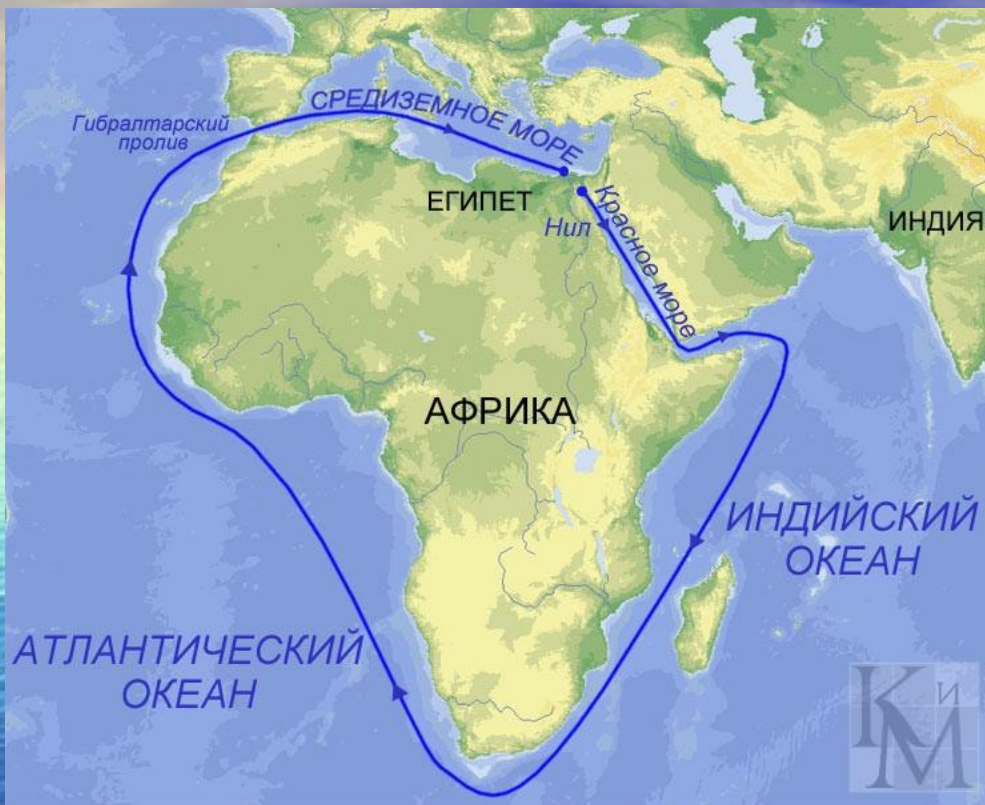 СРЕДИЗЕМНОЕ МОРЕ
Гибралтарский
пролив
ЕГИПЕТ
Нил
Красное море
ИНДИЯ
АФРИКА
ИНДИЙСКИЙ
ОКЕАН
АТЛАНТИЧЕСКИЙ
ОКЕАН
К И
М